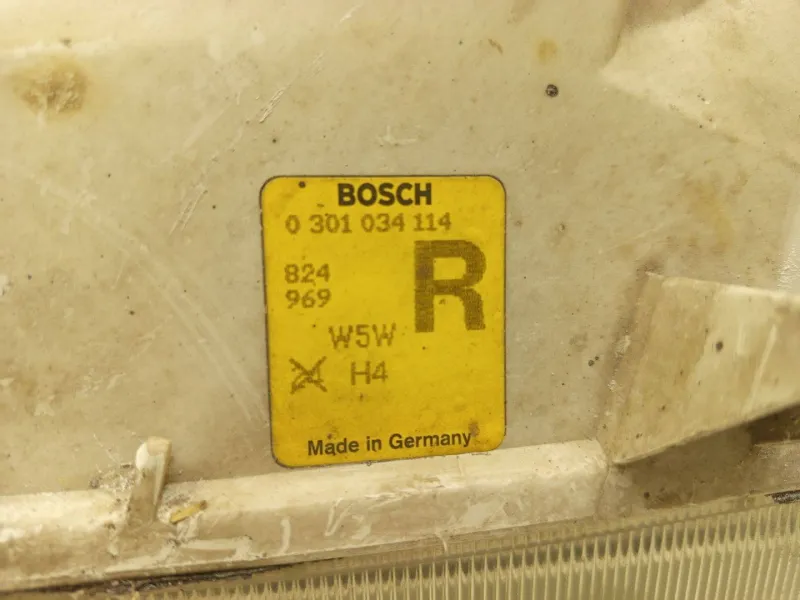 BOSCH
0 301 034 114
824
969
R
W5W
H4
Made in Germany